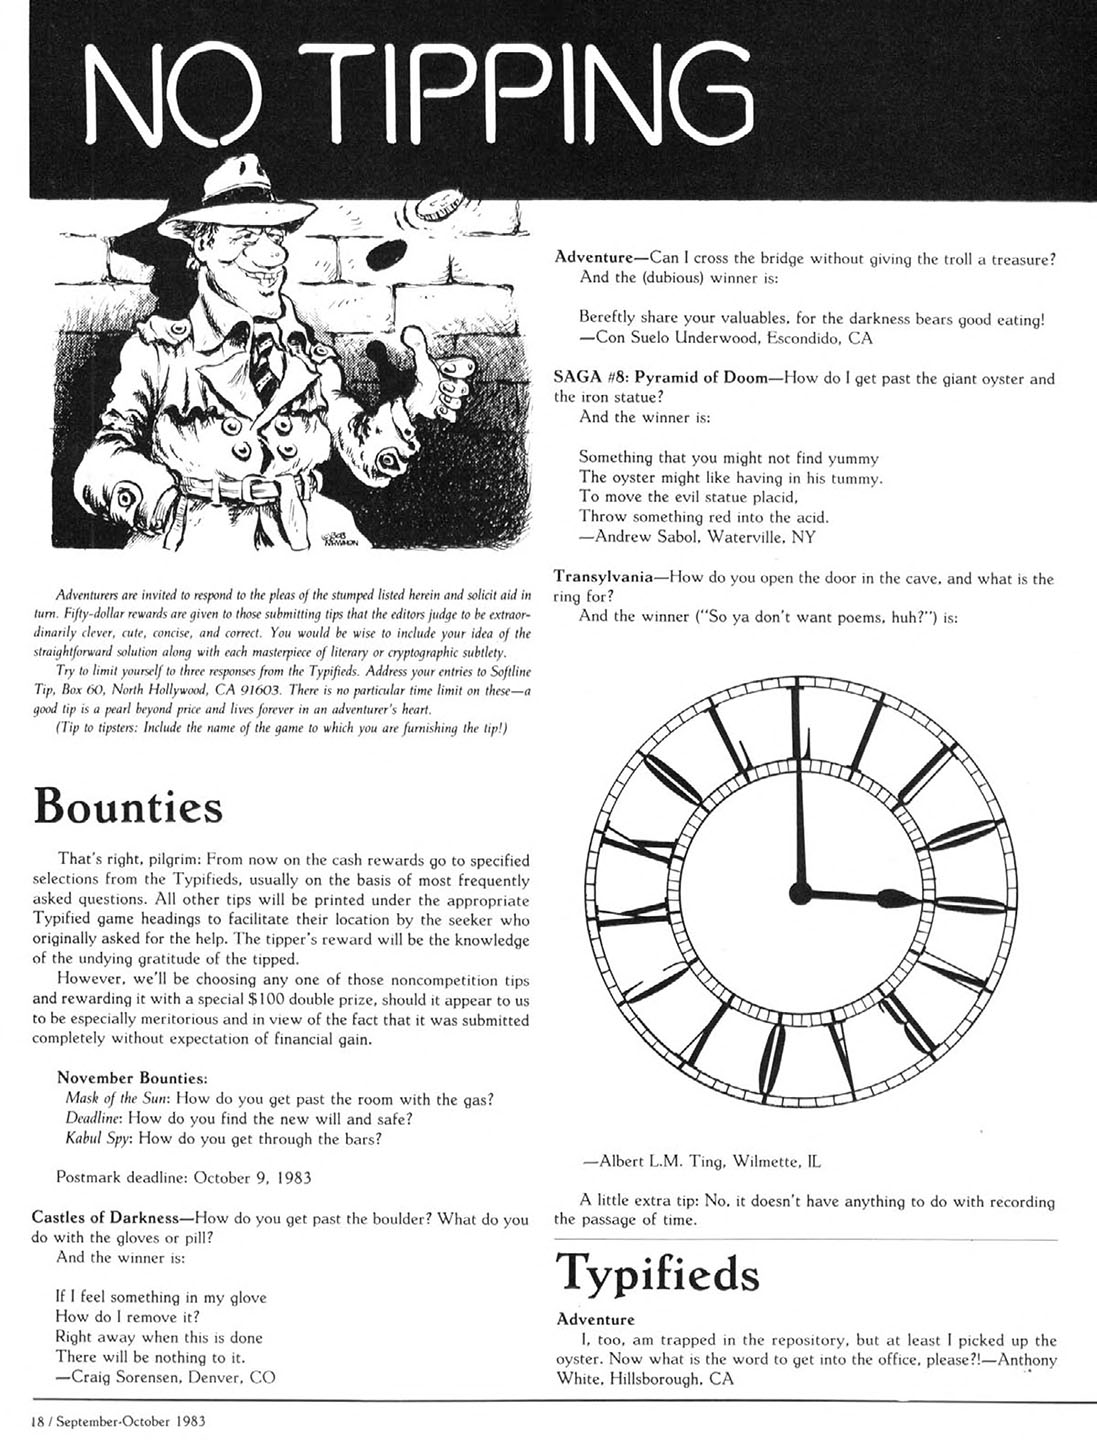 NO TIPPING
Adventurers are invited to respond to the pleas of the stumped listed herein and solicit aid in
turn. Fifty-dollar rewards are given to those submitting tips that the editors judge to be extraor-
dinarily clever, cute, concise, and correct. You would be wise to include your idea of the
straightforward solution along with each masterpiece of literary or cryptographic subtlety.
Try to limit yourself to three responses from the Typifieds. Address your entries to Softline
Tip, Box 60, North Hollywood, CA 91603. There is no particular time limit on these—a
good tip is a pearl beyond price and lives forever in an adventurer's heart.
(Tip to tipsters: Include the name of the game to which you are furnishing the tip!)
Bounties
That's right, pilgrim: From now on the cash rewards go to specified
selections from the Typifieds, usually on the basis of most frequently
asked questions. All other tips will be printed under the appropriate
Typified game headings to facilitate their location by the seeker who
originally asked for the help. The tipper's reward will be the knowledge
of the undying gratitude of the tipped.
However, we'll be choosing any one of those noncompetition tips
and rewarding it with a special $100 double prize, should it appear to us
to be especially meritorious and in view of the fact that it was submitted
completely without expectation of financial gain.
November Bounties:
Mask of the Sun: How do you get past the room with the gas?
Deadline: How do you find the new will and safe?
Kabul Spy: How do you get through the bars?
Postmark deadline: October 9, 1983
Castles of Darkness—How do you get past the boulder? What do you
do with the gloves or pill?
And the winner is:
If I feel something in my glove
How do I remove it?
Right away when this is done
There will be nothing to it.
—Craig Sorensen, Denver, CO
Adventure—Can I cross the bridge without giving the troll a treasure?
And the (dubious) winner is:
Bereftly share your valuables, for the darkness bears good eating!
—Con Suelo Underwood, Escondido, CA
SAGA #8: Pyramid of Doom—How do I get past the giant oyster and
the iron statue?
And the winner is:
Something that you might not find yummy
The oyster might like having in his tummy.
To move the evil statue placid,
Throw something red into the acid.
—Andrew Sabol, Waterville, NY
Transylvania—How do you open the door in the cave, and what is the
ring for?
And the winner ("So ya don't want poems, huh?") is:
—Albert L.M. Ting, Wilmette, IL
A little extra tip: No, it doesn't have anything to do with recording
the passage of time.
Typifieds
Adventure
I, too, am trapped in the repository, but at least I picked up the
oyster. Now what is the word to get into the office, please?!—Anthony
White, Hillsborough, CA
18 / September-October 1983